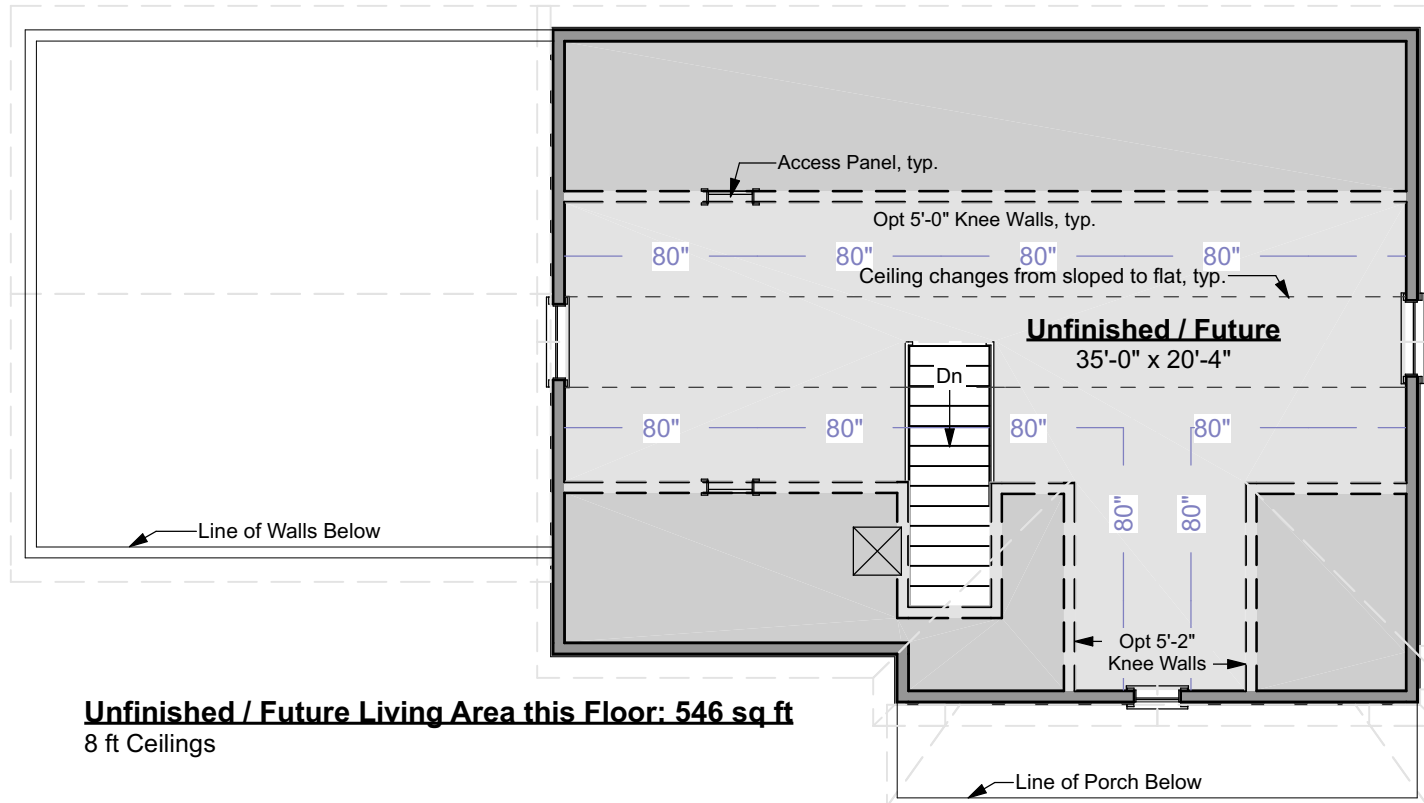 Access Panel, typ.
Opt 5'-0" Knee Walls, typ.
80" 80" 80" 80"
Ceiling changes from sloped to flat, typ.
Unfinished / Future
35'-0" x 20'-4"
Dn
80" 80" 80" 80"
80" 80"
Line of Walls Below
Opt 5'-2"
Knee Walls
Unfinished / Future Living Area this Floor: 546 sq ft
8 ft Ceilings
Line of Porch Below